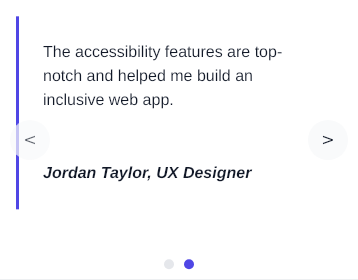 The accessibility features are top-
notch and helped me build an
inclusive web app.
< >
Jordan Taylor, UX Designer